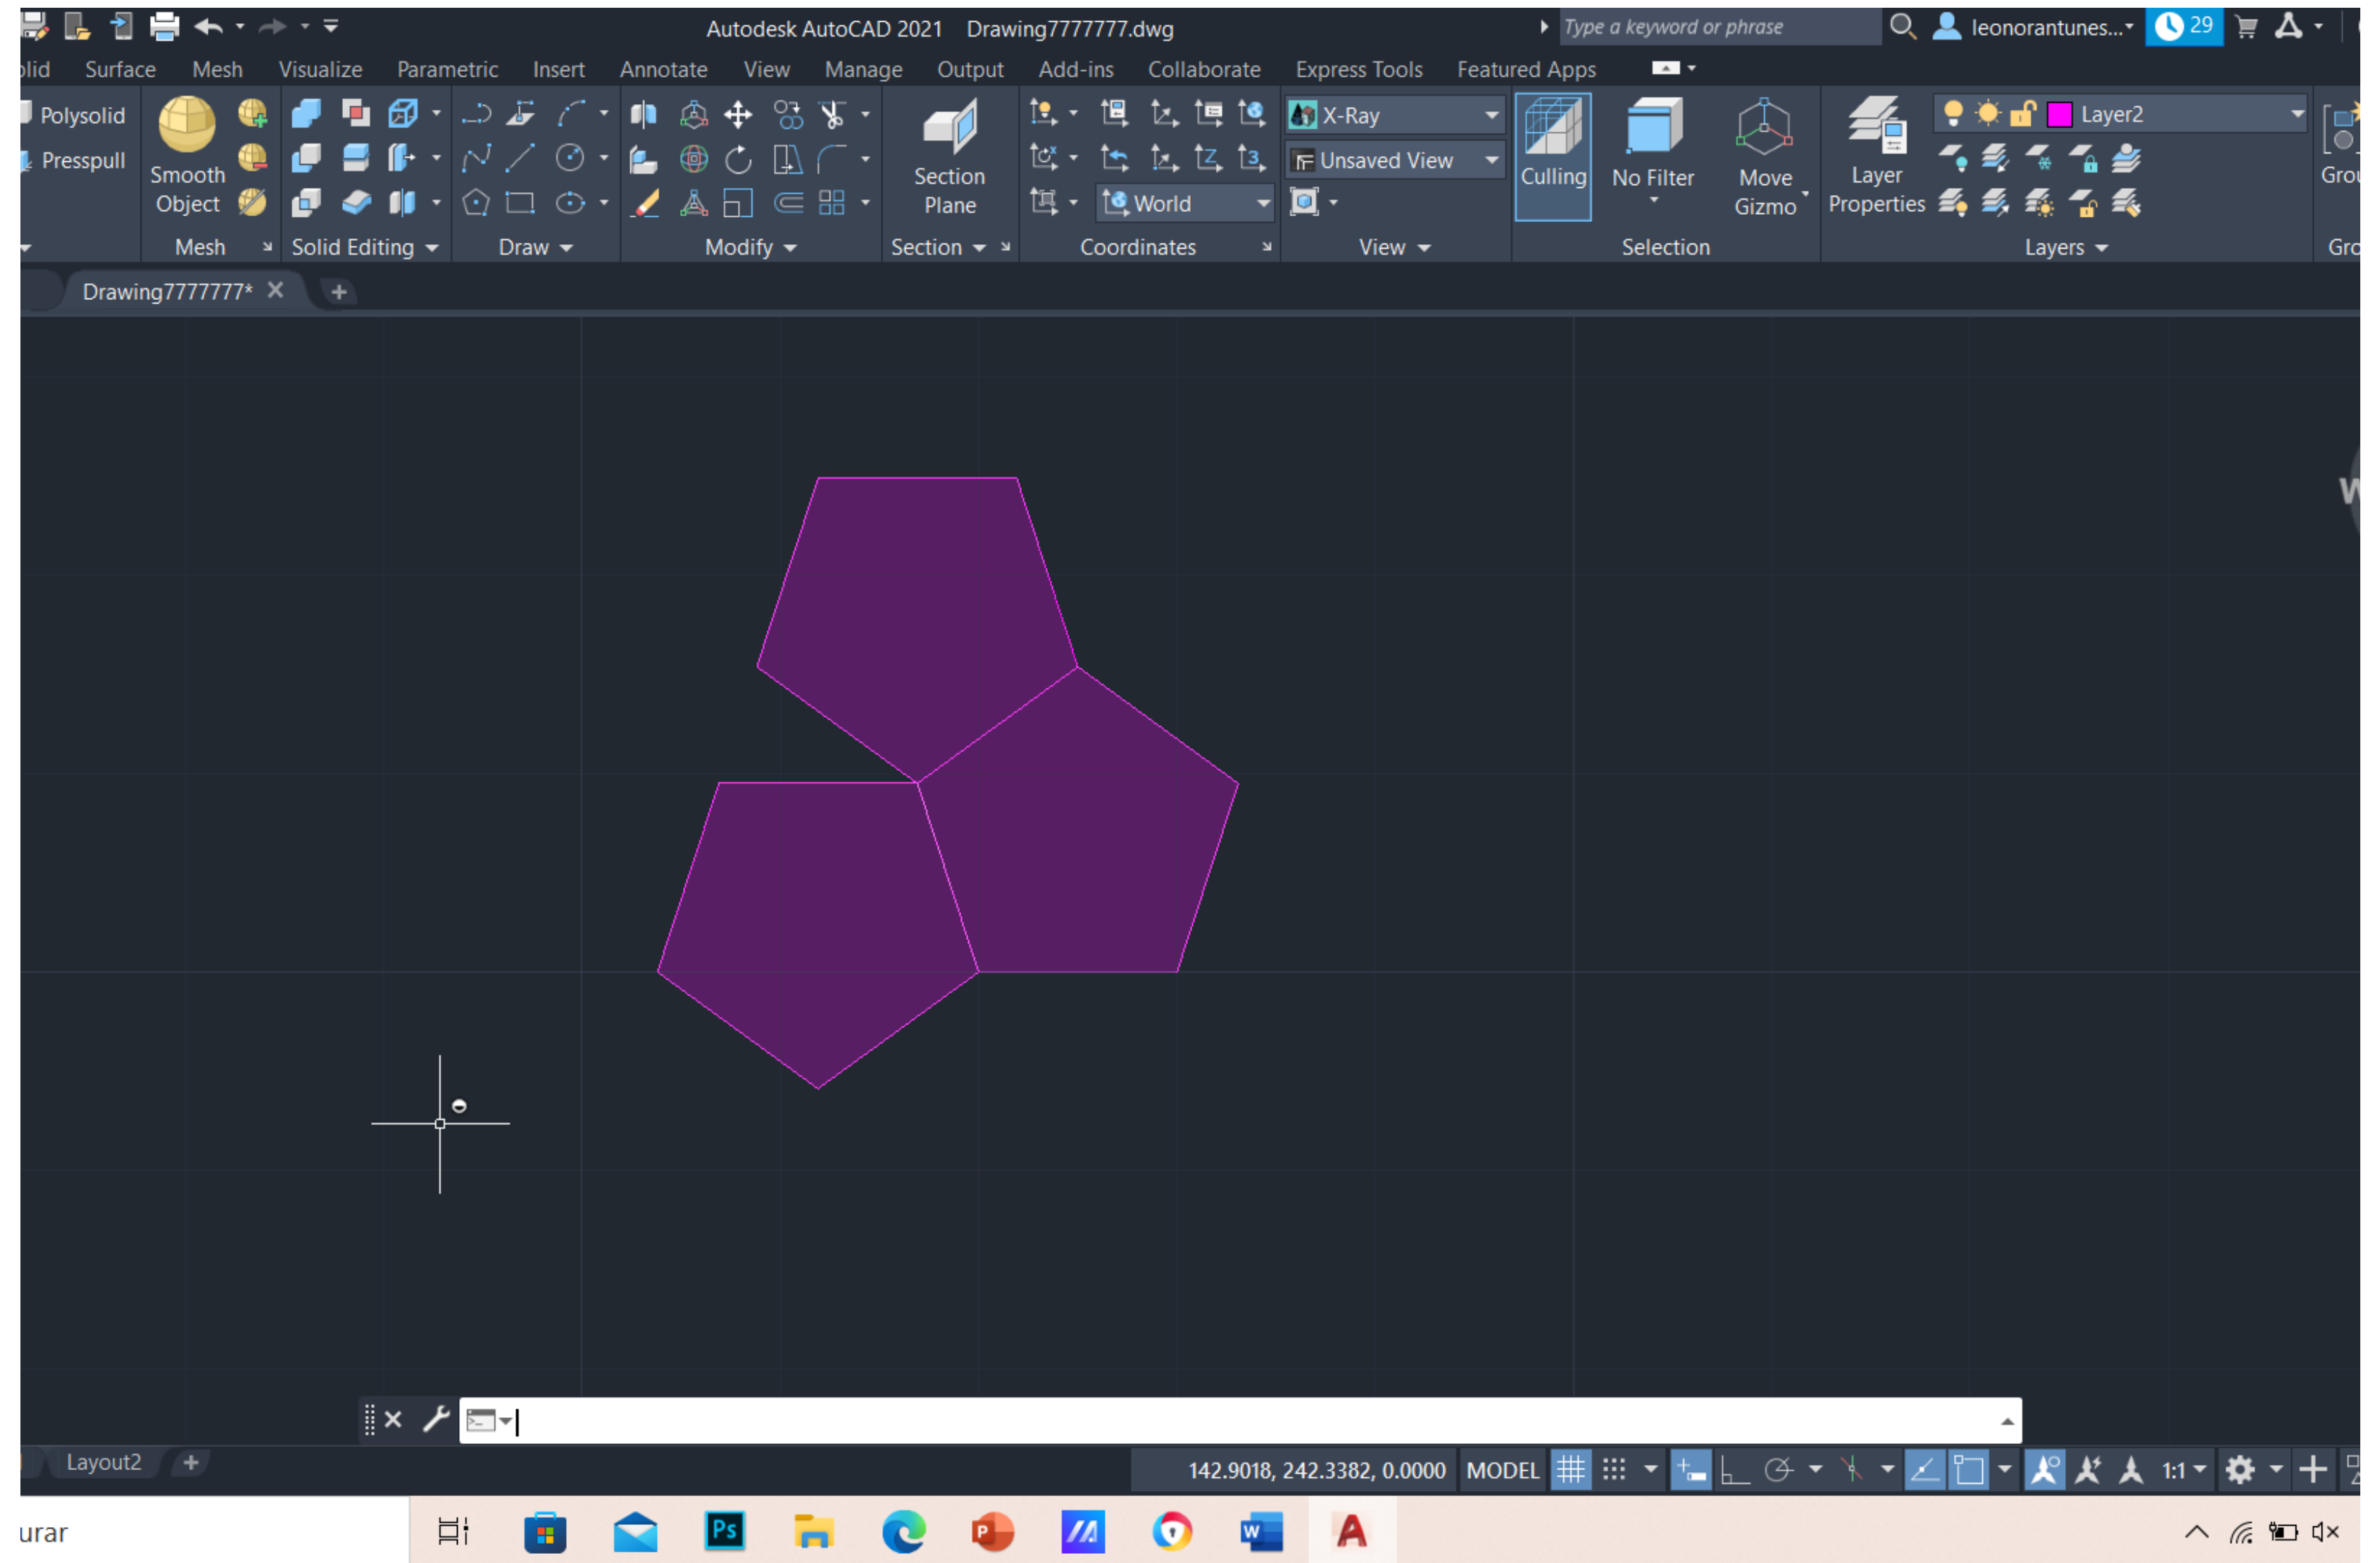 Autodesk AutoCAD 2021 Drawing7777777.dwg Type a keyword or phrase leonorantunes... 29
olid Surface Mesh Visualize Parametric Insert Annotate View Manage Output Add-ins Collaborate Express Tools Featured Apps
Polysolid
Presspull
Smooth
Object
Section
Plane
X-Ray
Unsaved View
World
Culling
No Filter
Move
Gizmo
Layer
Properties
Layer2
Grou
Mesh Solid Editing Draw Modify Section Coordinates View Selection Layers Gro
Drawing7777777*
W
Layout2
142.9018, 242.3382, 0.0000 MODEL 1:1
urar
Ps
P
W
A